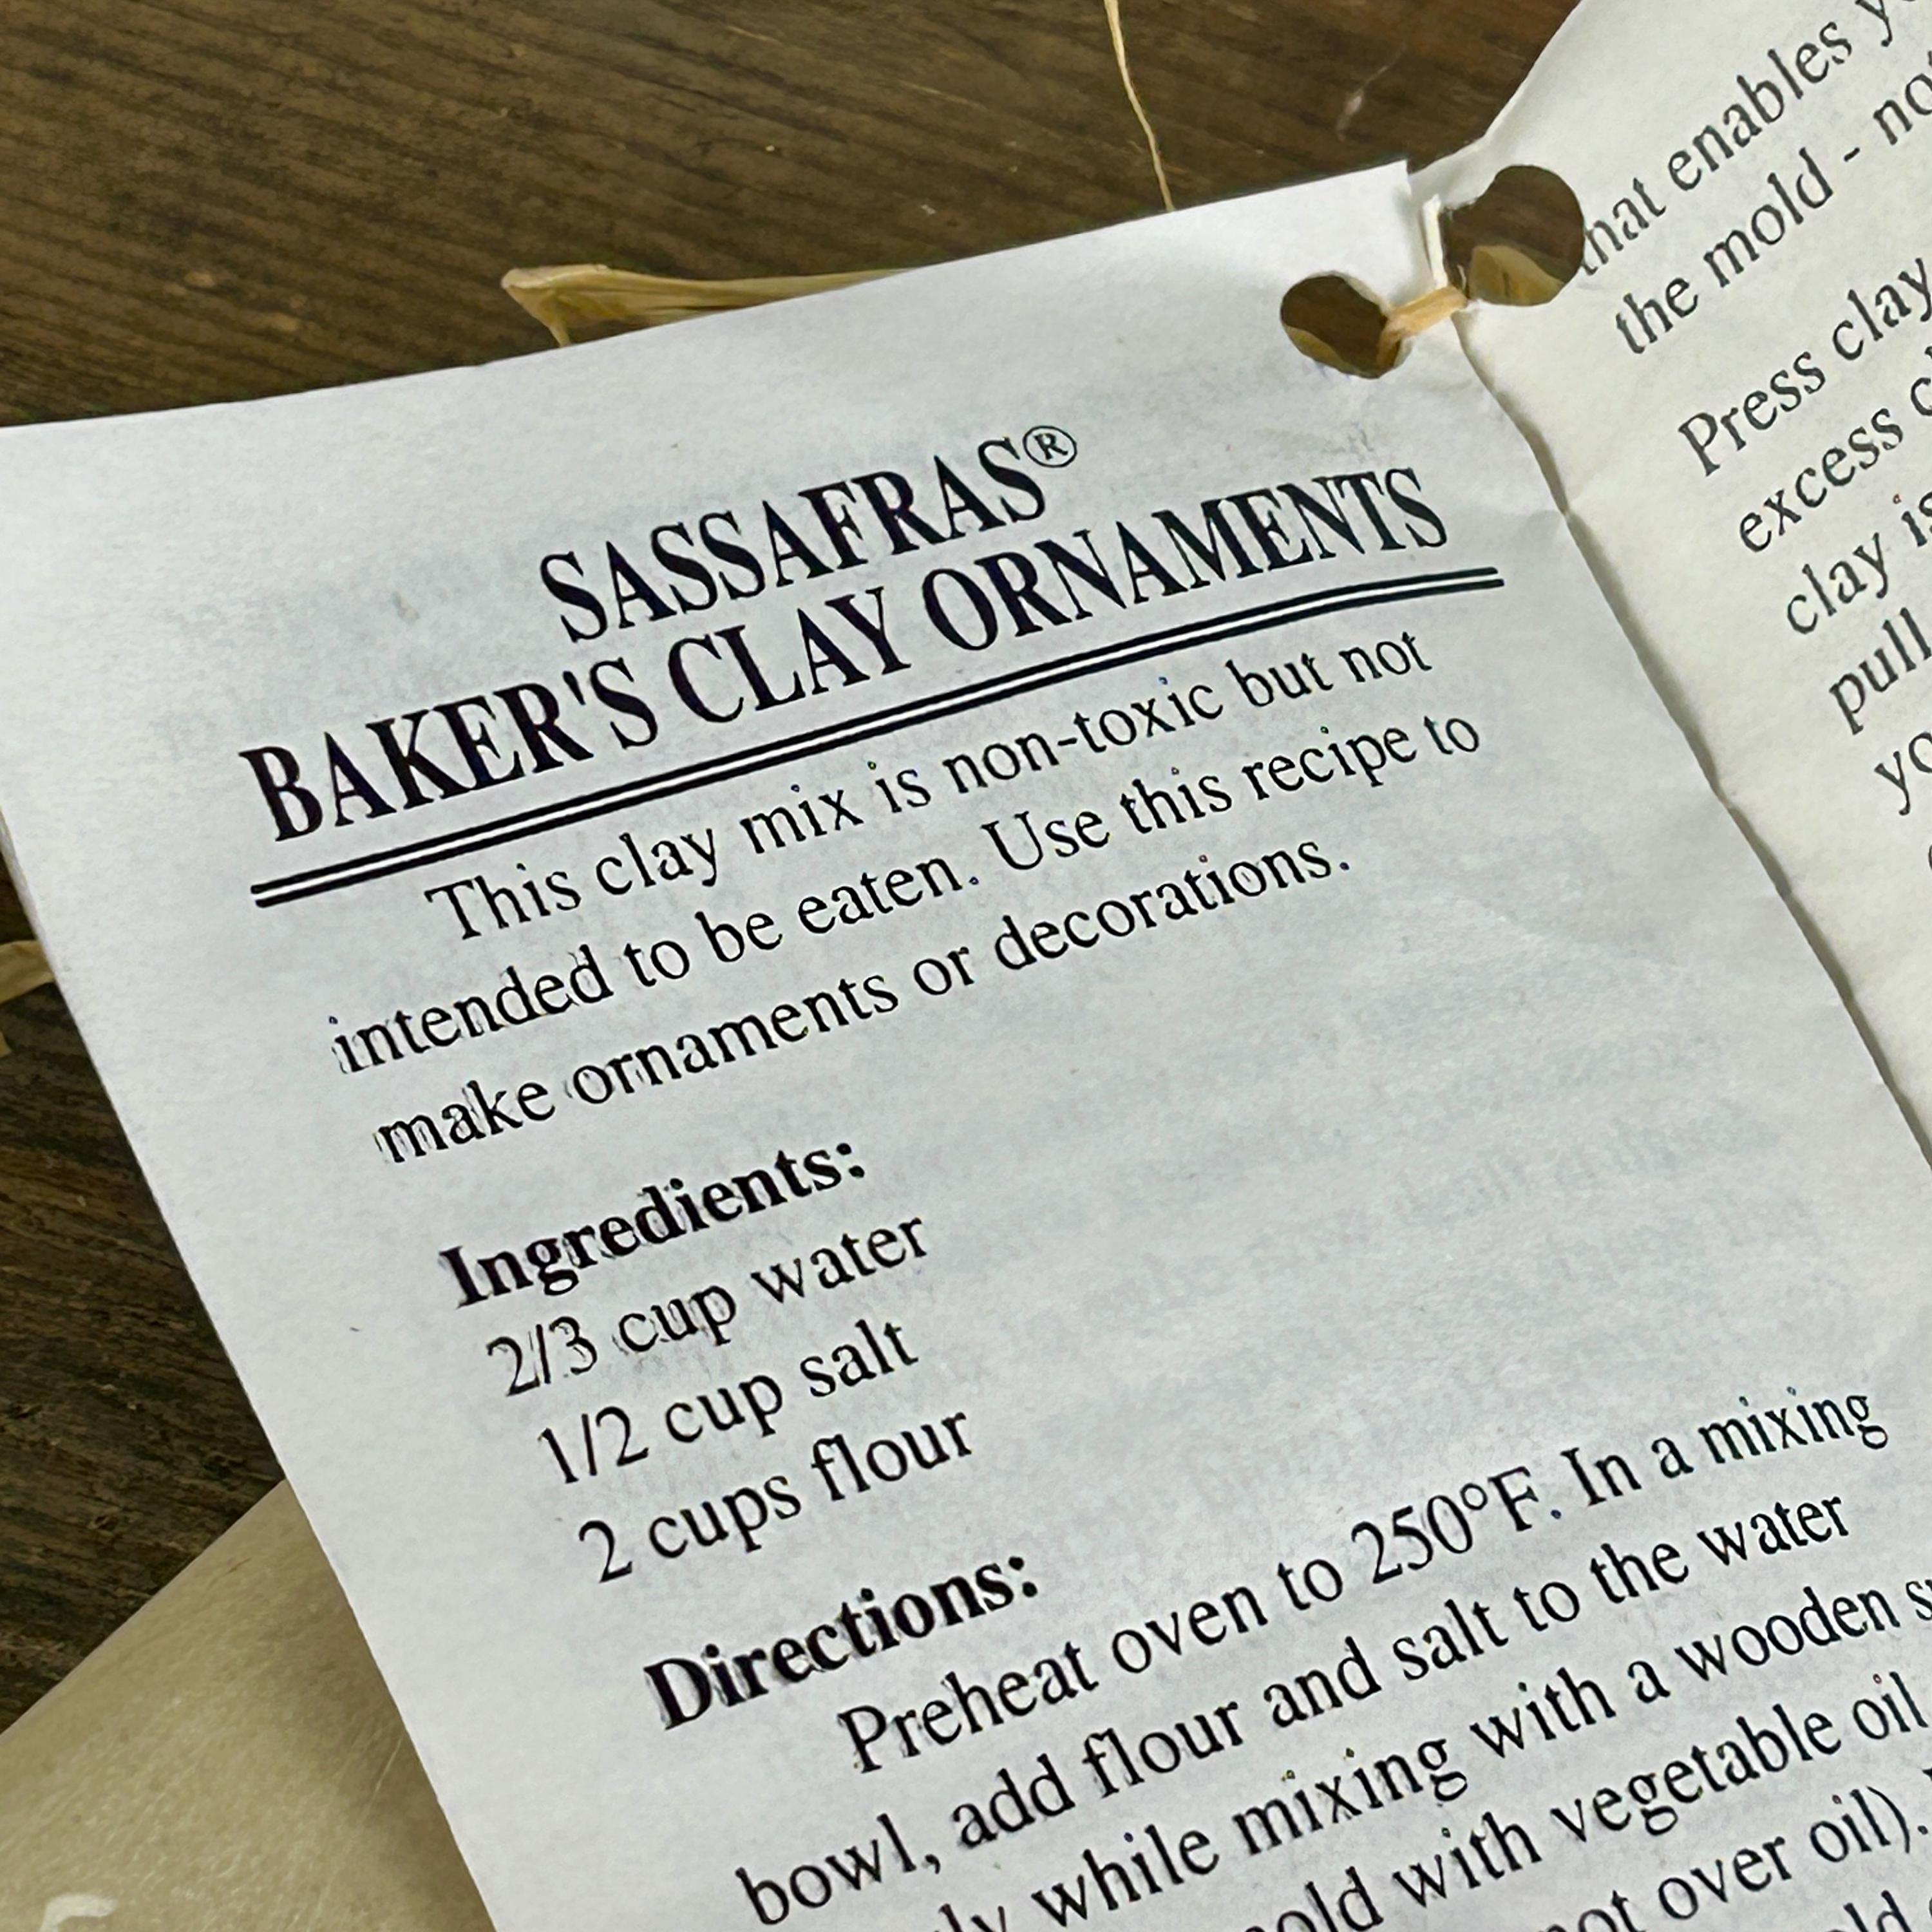 SASSAFRAS®
BAKER'S CLAY ORNAMENTS
This clay mix is non-toxic but not
intended to be eaten. Use this recipe to
make ornaments or decorations.
Ingredients:
2/3 cup water
1/2 cup salt
2 cups flour
Directions:
Preheat oven to 250°F. In a mixing
bowl, add flour and salt to the water
while mixing with a wooden
with vegetable oil
over oil).
that enables
the mold -
Press clay
excess
clay
pull